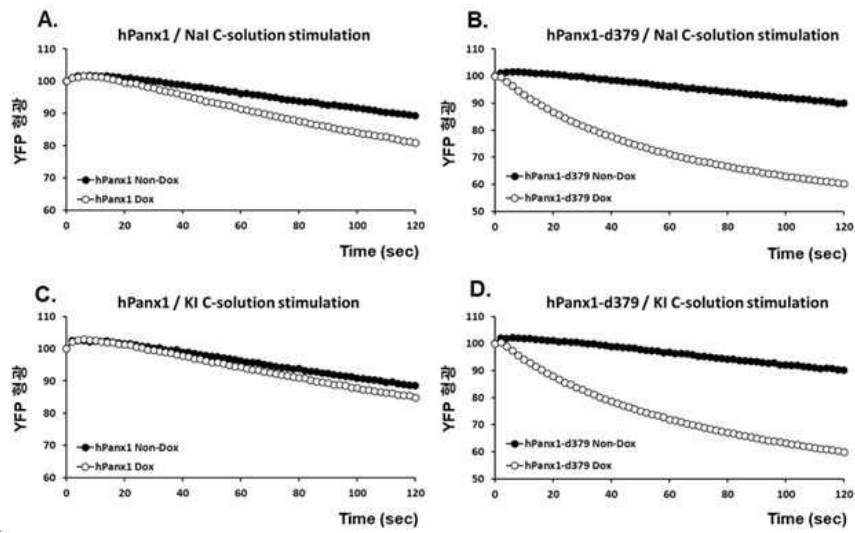 A.
hPanx1 / NaI C-solution stimulation
110
100
90
80
70
60
YFP 형광
hPanx1 Non-Dox
hPanx1 Dox
0 20 40 60 80 100 120
Time (sec)
B.
hPanx1-d379 / NaI C-solution stimulation
110
100
90
80
70
60
50
YFP 형광
hPanx1-d379 Non-Dox
hPanx1-d379 Dox
0 20 40 60 80 100 120
Time (sec)
C.
hPanx1 / KI C-solution stimulation
110
100
90
80
70
60
YFP 형광
hPanx1 Non-Dox
hPanx1 Dox
0 20 40 60 80 100 120
Time (sec)
D.
hPanx1-d379 / KI C-solution stimulation
110
100
90
80
70
60
50
YFP 형광
hPanx1-d379 Non-Dox
hPanx1-d379 Dox
0 20 40 60 80 100 120
Time (sec)